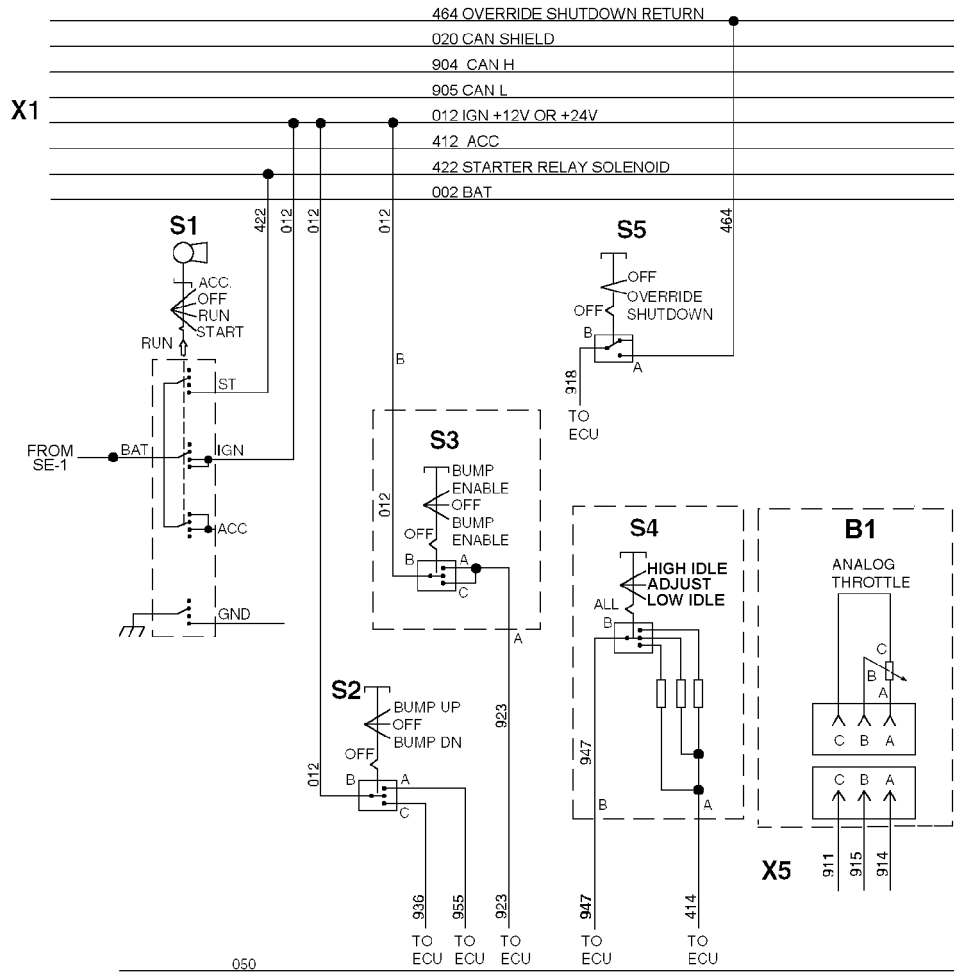 464 OVERRIDE SHUTDOWN RETURN
020 CAN SHIELD
904 CAN H
905 CAN L
X1
012 IGN +12V OR +24V
412 ACC
422 STARTER RELAY SOLENOID
002 BAT
422
012
012
012
464
S1
ACC.
OFF
RUN
START
RUN
ST
FROM
SE-1
BAT
IGN
ACC
GND
S5
OFF
OVERRIDE
SHUTDOWN
OFF
B
A
918
TO
ECU
B
S3
BUMP
ENABLE
OFF
BUMP
ENABLE
012
OFF
B
A
C
A
S4
HIGH IDLE
ADJUST
LOW IDLE
ALL
B
947
B
A
B1
ANALOG
THROTTLE
C
B
A
C B A
C B A
X5
911
915
914
S2
BUMP UP
OFF
BUMP DN
OFF
012
B
A
C
923
936
955
923
947
414
TO
ECU
TO
ECU
TO
ECU
TO
ECU
TO
ECU
050